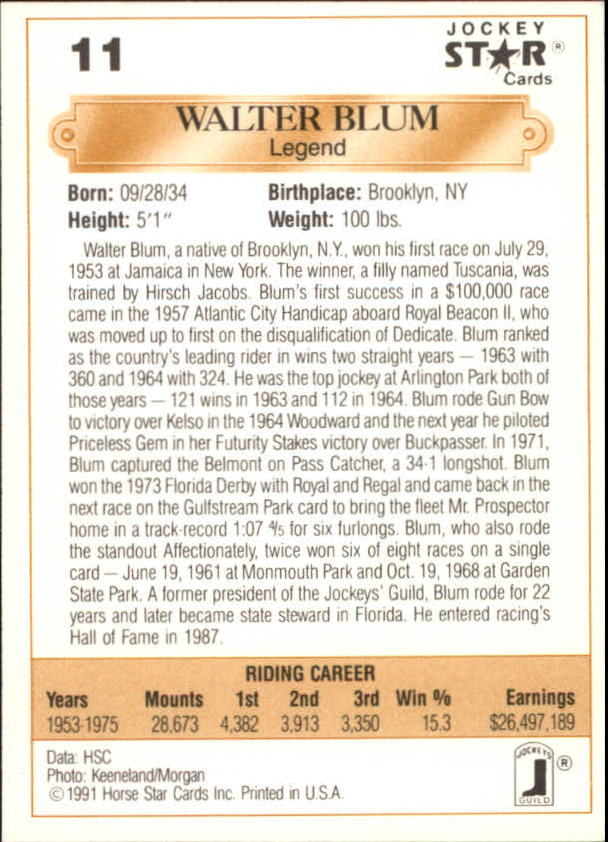 11
JOCKEY
ST★R®
Cards
WALTER BLUM
Legend
Born: 09/28/34 Birthplace: Brooklyn, NY
Height: 5'1" Weight: 100 lbs.
Walter Blum, a native of Brooklyn, N.Y., won his first race on July 29,
1953 at Jamaica in New York. The winner, a filly named Tuscania, was
trained by Hirsch Jacobs. Blum's first success in a $100,000 race
came in the 1957 Atlantic City Handicap aboard Royal Beacon II, who
was moved up to first on the disqualification of Dedicate. Blum ranked
as the country's leading rider in wins two straight years — 1963 with
360 and 1964 with 324. He was the top jockey at Arlington Park both of
those years — 121 wins in 1963 and 112 in 1964. Blum rode Gun Bow
to victory over Kelso in the 1964 Woodward and the next year he piloted
Priceless Gem in her Futurity Stakes victory over Buckpasser. In 1971,
Blum captured the Belmont on Pass Catcher, a 34-1 longshot. Blum
won the 1973 Florida Derby with Royal and Regal and came back in the
next race on the Gulfstream Park card to bring the fleet Mr. Prospector
home in a track-record 1:07 4/5 for six furlongs. Blum, who also rode
the standout Affectionately, twice won six of eight races on a single
card — June 19, 1961 at Monmouth Park and Oct. 19, 1968 at Garden
State Park. A former president of the Jockeys' Guild, Blum rode for 22
years and later became state steward in Florida. He entered racing's
Hall of Fame in 1987.
RIDING CAREER
Years Mounts 1st 2nd 3rd Win % Earnings
1953-1975 28,673 4,382 3,913 3,350 15.3 $26,497,189
Data: HSC
Photo: Keeneland/Morgan
© 1991 Horse Star Cards Inc. Printed in U.S.A.
JOCKEYS
GUILD
®